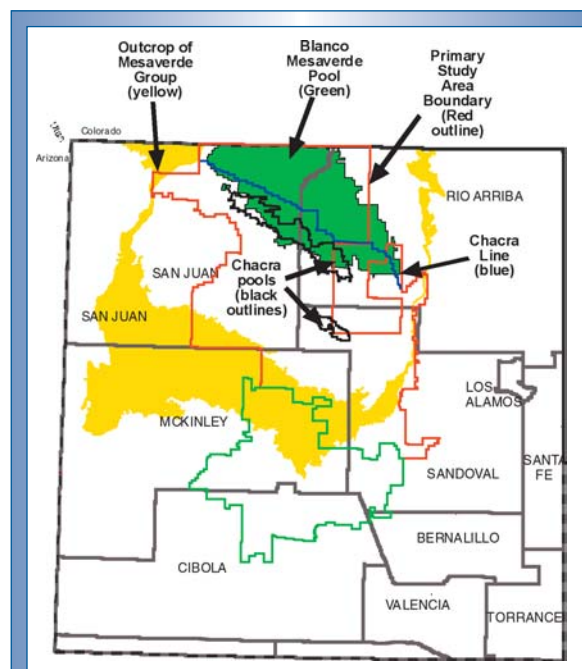 Outcrop of
Mesaverde
Group
(yellow)
Blanco
Mesaverde
Pool
(Green)
Primary
Study
Area
Boundary
(Red
outline)
Utah
Colorado
Arizona
RIO ARRIBA
SAN JUAN
Chacra
pools
(black
outlines)
Chacra
Line
(blue)
SAN JUAN
LOS
ALAMOS
MCKINLEY
SANDOVAL
SANTA
FE
BERNALILLO
CIBOLA
VALENCIA
TORRANCE